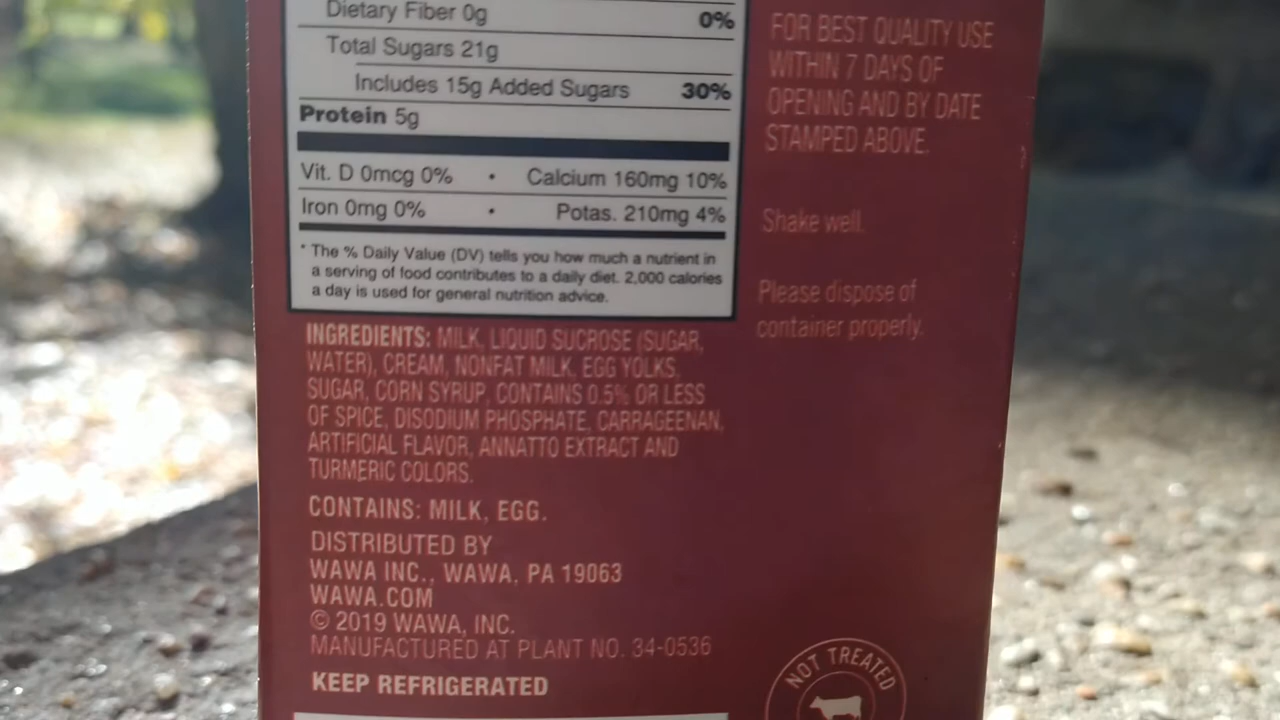 Dietary Fiber 0g 0%
Total Sugars 21g
Includes 15g Added Sugars 30%
Protein 5g
Vit. D 0mcg 0% • Calcium 160mg 10%
Iron 0mg 0% • Potas. 210mg 4%
* The % Daily Value (DV) tells you how much a nutrient in
a serving of food contributes to a daily diet. 2,000 calories
a day is used for general nutrition advice.
INGREDIENTS: MILK, LIQUID SUCROSE (SUGAR,
WATER), CREAM, NONFAT MILK, EGG YOLKS,
SUGAR, CORN SYRUP, CONTAINS 0.5% OR LESS
OF SPICE, DISODIUM PHOSPHATE, CARRAGEENAN,
ARTIFICIAL FLAVOR, ANNATTO EXTRACT AND
TURMERIC COLORS.
CONTAINS: MILK, EGG.
DISTRIBUTED BY
WAWA INC., WAWA, PA 19063
WAWA.COM
© 2019 WAWA, INC.
MANUFACTURED AT PLANT NO. 34-0536
KEEP REFRIGERATED
FOR BEST QUALITY USE
WITHIN 7 DAYS OF
OPENING AND BY DATE
STAMPED ABOVE.
Shake well.
Please dispose of
container properly.
NOT TREATED